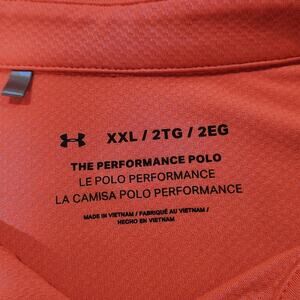 XXL / 2TG / 2EG
THE PERFORMANCE POLO
LE POLO PERFORMANCE
LA CAMISA POLO PERFORMANCE
MADE IN VIETNAM / FABRIQUÉ AU VIETNAM /
HECHO EN VIETNAM